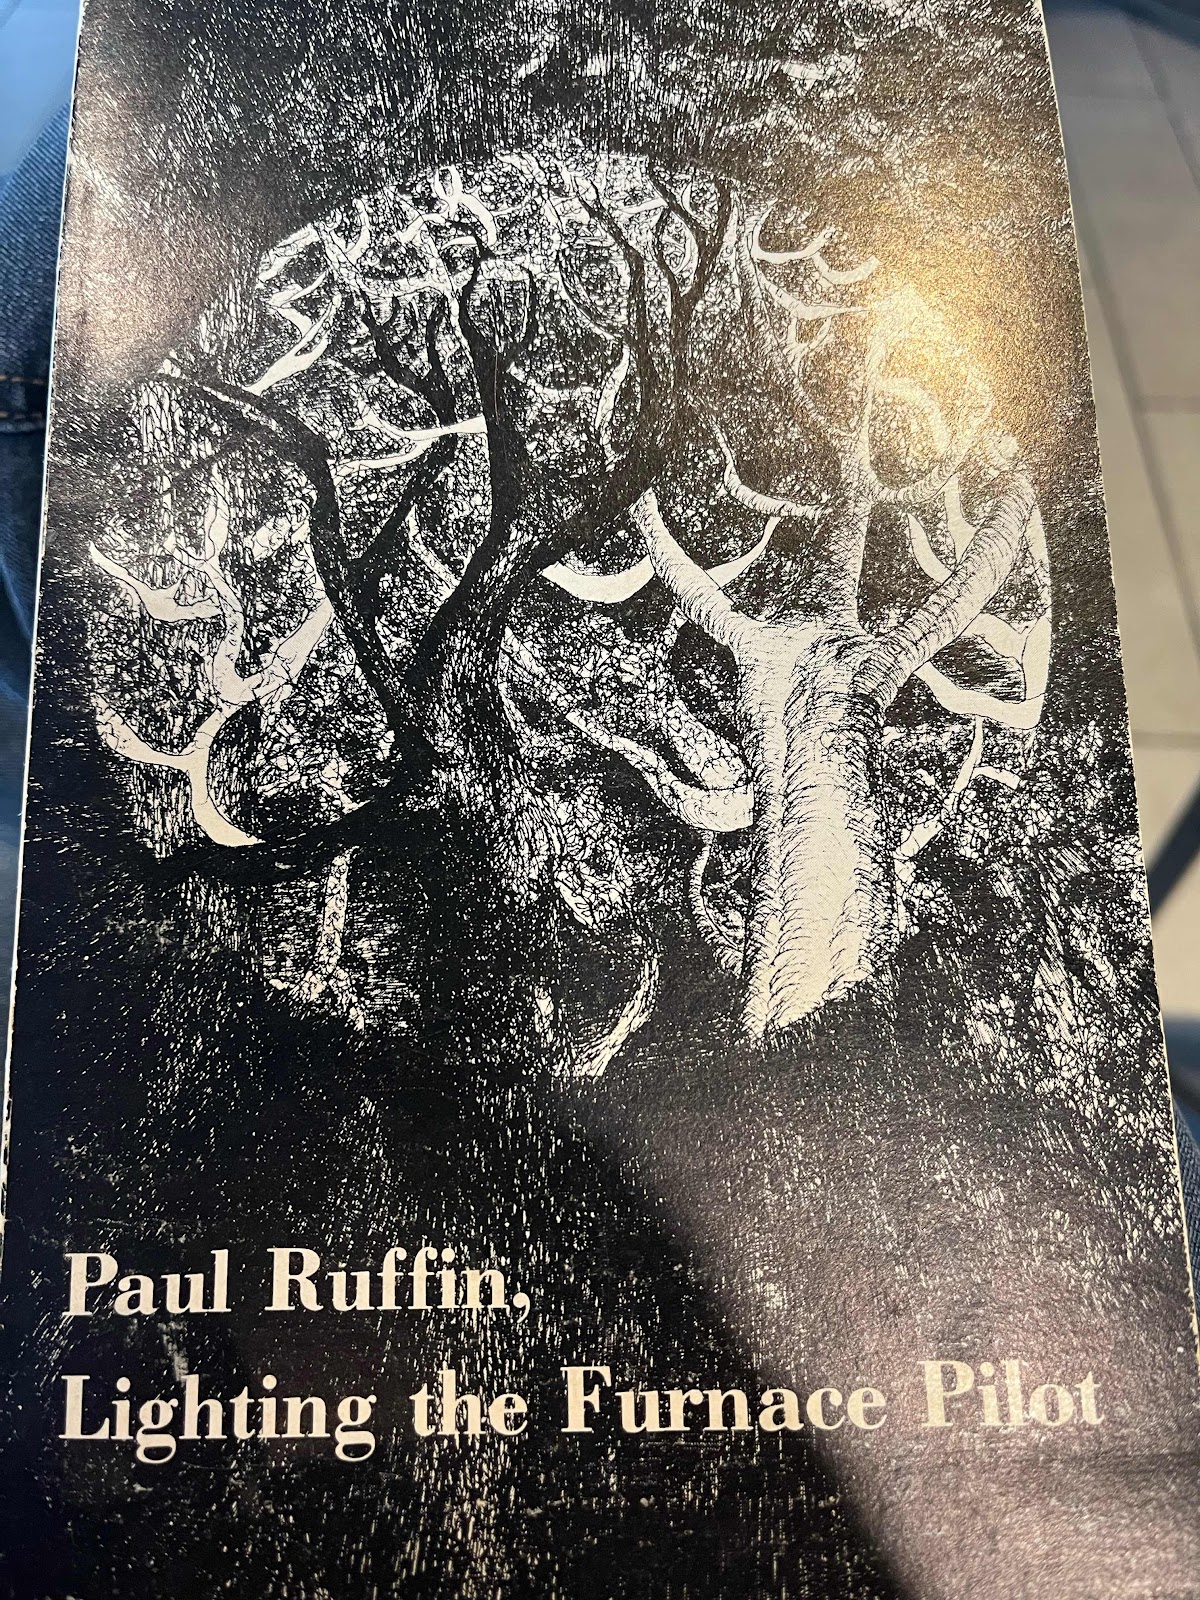 Paul Ruffin,
Lighting the Furnace Pilot